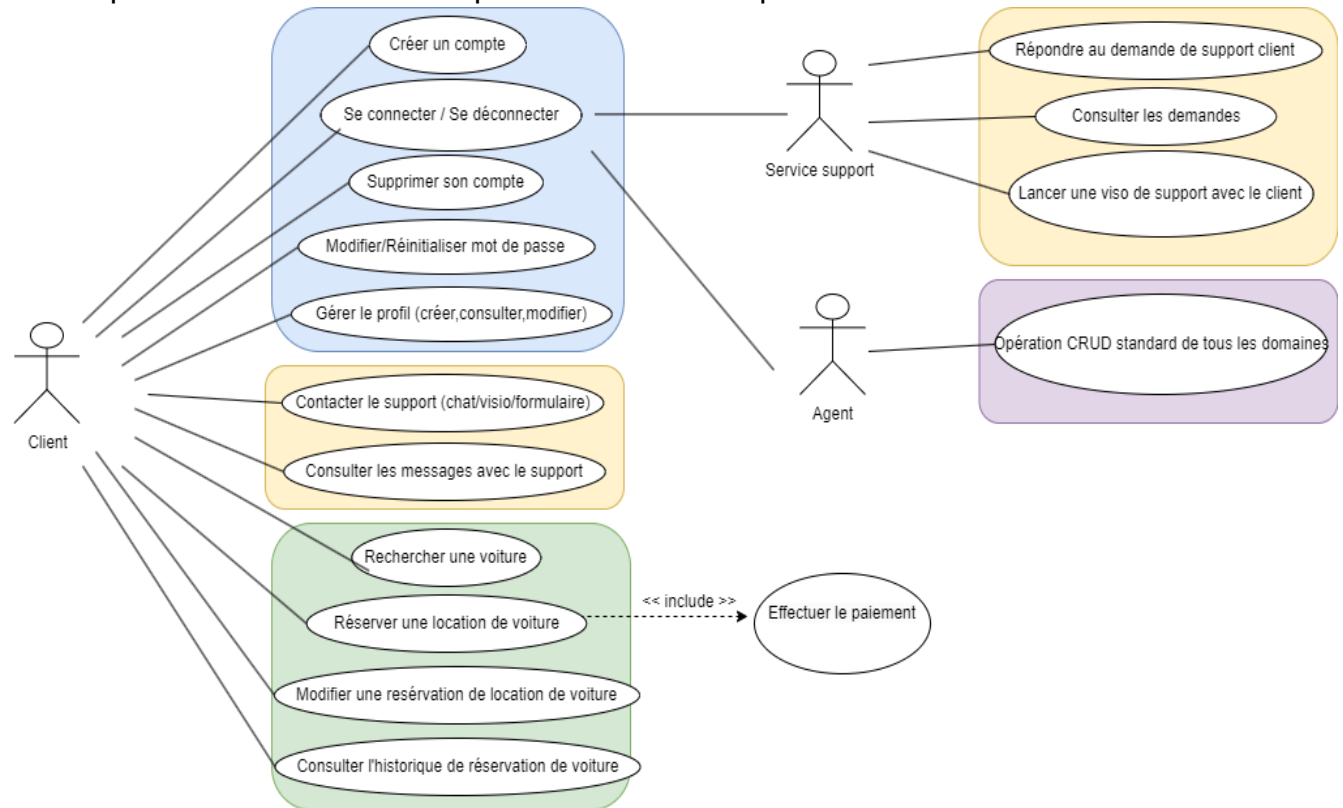 Créer un compte
Se connecter / Se déconnecter
Supprimer son compte
Modifier/Réinitialiser mot de passe
Gérer le profil (créer,consulter,modifier)
Client
Contacter le support (chat/visio/formulaire)
Consulter les messages avec le support
Rechercher une voiture
Réserver une location de voiture
<< include >>
Effectuer le paiement
Modifier une resérvation de location de voiture
Consulter l'historique de réservation de voiture
Service support
Répondre au demande de support client
Consulter les demandes
Lancer une viso de support avec le client
Agent
Opération CRUD standard de tous les domaines